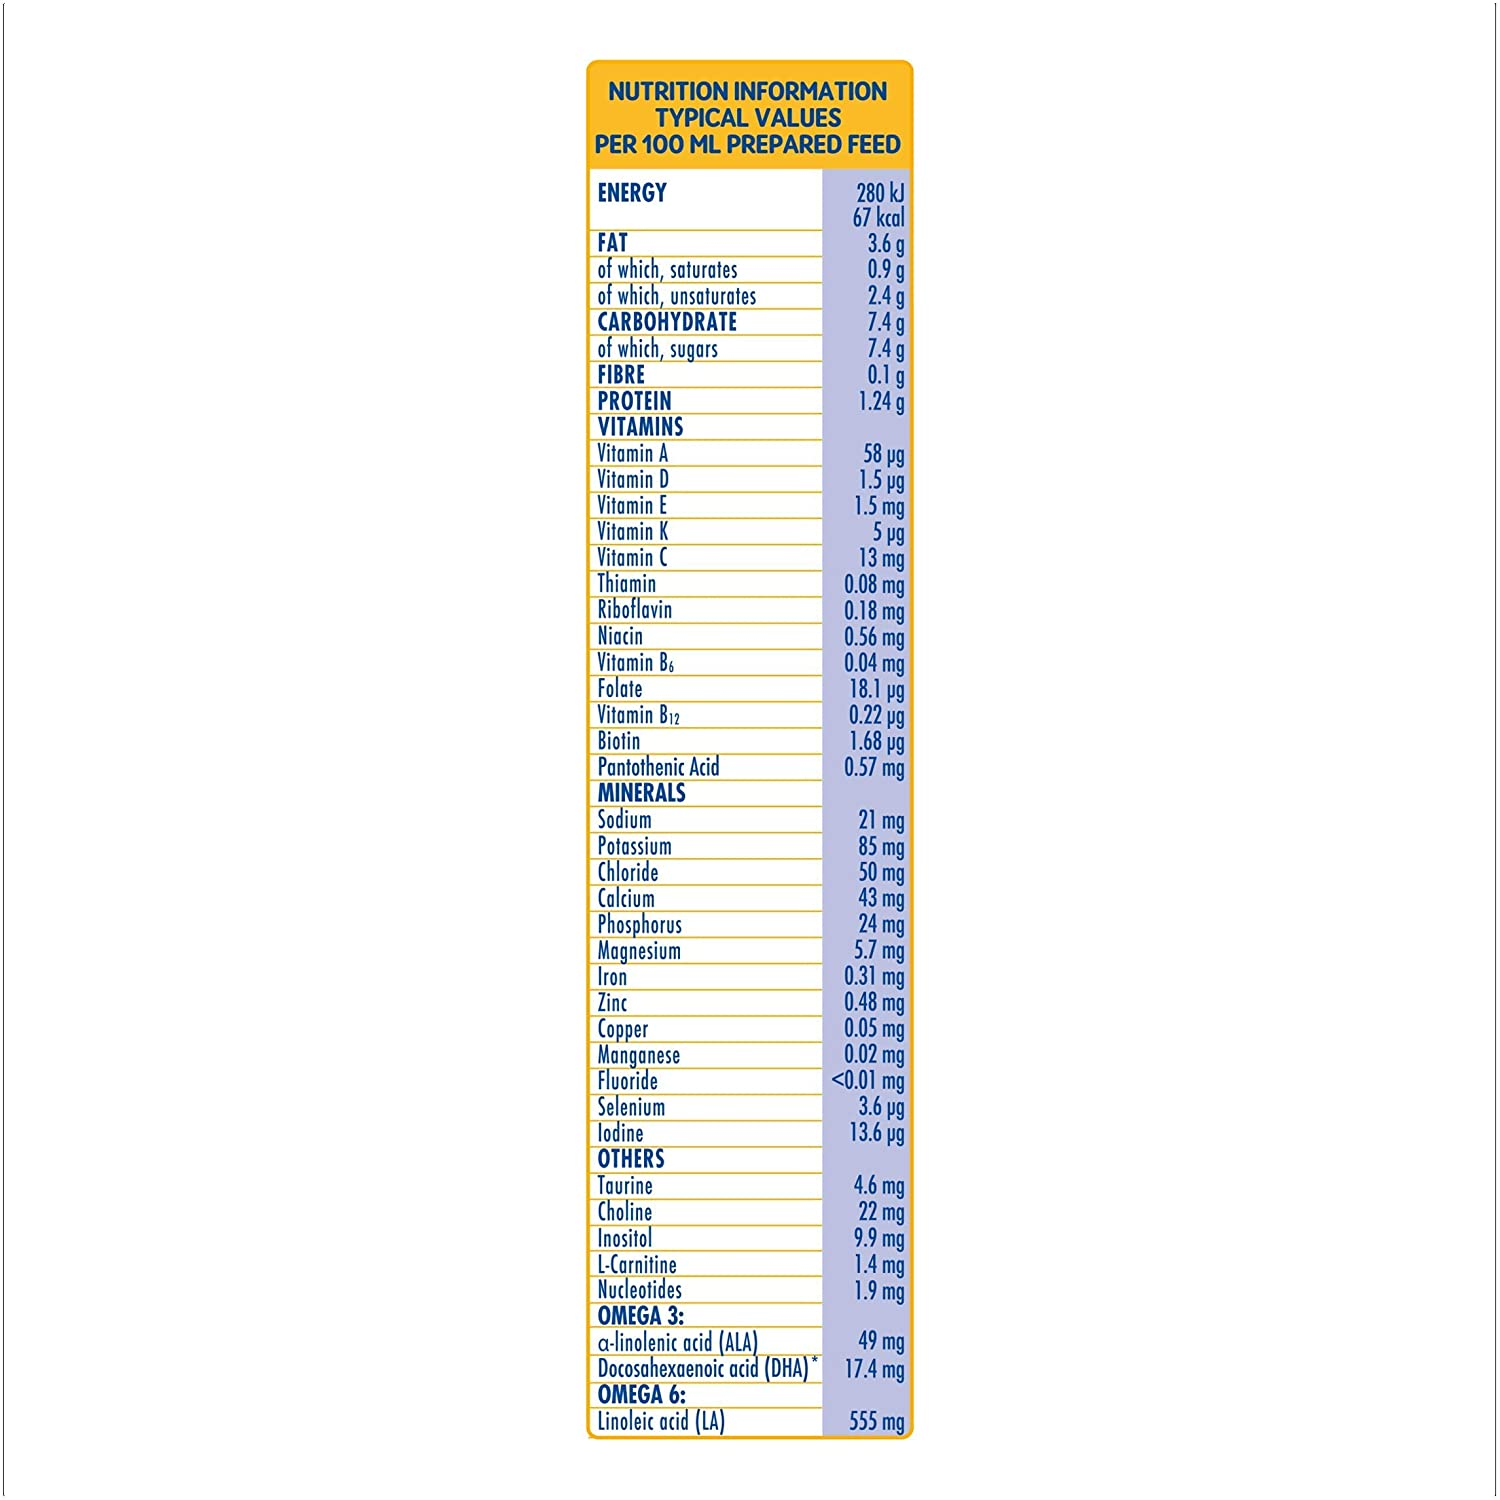 NUTRITION INFORMATION
TYPICAL VALUES
PER 100 ML PREPARED FEED
ENERGY 280 kJ
67 kcal
FAT 3.6 g
of which, saturates 0.9 g
of which, unsaturates 2.4 g
CARBOHYDRATE 7.4 g
of which, sugars 7.4 g
FIBRE 0.1 g
PROTEIN 1.24 g
VITAMINS
Vitamin A 58 µg
Vitamin D 1.5 µg
Vitamin E 1.5 mg
Vitamin K 5 µg
Vitamin C 13 mg
Thiamin 0.08 mg
Riboflavin 0.18 mg
Niacin 0.56 mg
Vitamin B₆ 0.04 mg
Folate 18.1 µg
Vitamin B₁₂ 0.22 µg
Biotin 1.68 µg
Pantothenic Acid 0.57 mg
MINERALS
Sodium 21 mg
Potassium 85 mg
Chloride 50 mg
Calcium 43 mg
Phosphorus 24 mg
Magnesium 5.7 mg
Iron 0.31 mg
Zinc 0.48 mg
Copper 0.05 mg
Manganese 0.02 mg
Fluoride <0.01 mg
Selenium 3.6 µg
Iodine 13.6 µg
OTHERS
Taurine 4.6 mg
Choline 22 mg
Inositol 9.9 mg
L-Carnitine 1.4 mg
Nucleotides 1.9 mg
OMEGA 3:
α-linolenic acid (ALA) 49 mg
Docosahexaenoic acid (DHA)* 17.4 mg
OMEGA 6:
Linoleic acid (LA) 555 mg